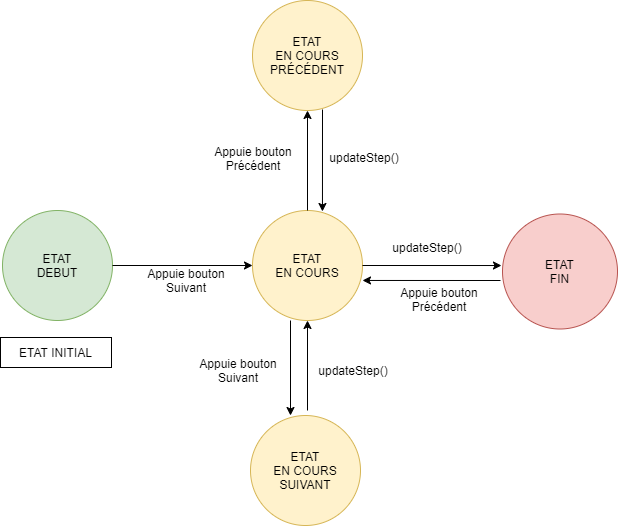 ETAT
EN COURS
PRÉCÉDENT
Appuie bouton
Précédent
updateStep()
ETAT
DEBUT
Appuie bouton
Suivant
ETAT
EN COURS
updateStep()
Appuie bouton
Précédent
ETAT
FIN
ETAT INITIAL
Appuie bouton
Suivant
updateStep()
ETAT
EN COURS
SUIVANT